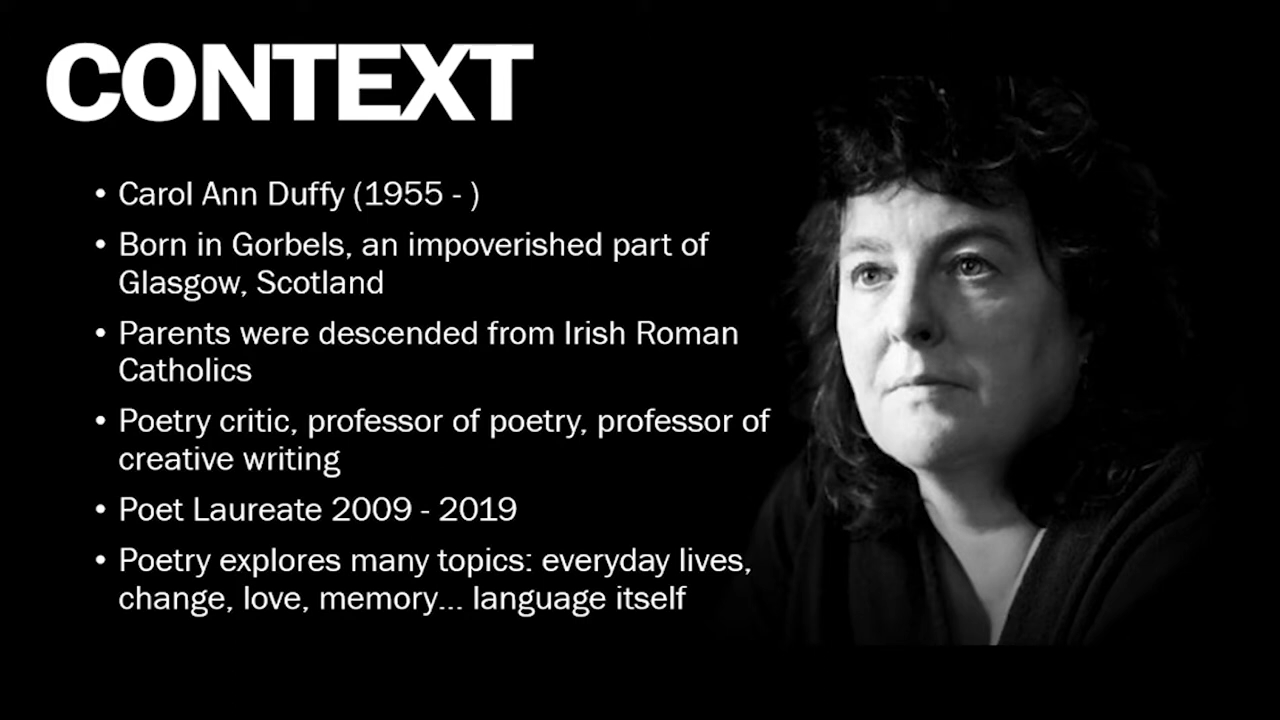 CONTEXT
• Carol Ann Duffy (1955 - )
• Born in Gorbels, an impoverished part of
Glasgow, Scotland
• Parents were descended from Irish Roman
Catholics
• Poetry critic, professor of poetry, professor of
creative writing
• Poet Laureate 2009 - 2019
• Poetry explores many topics: everyday lives,
change, love, memory... language itself